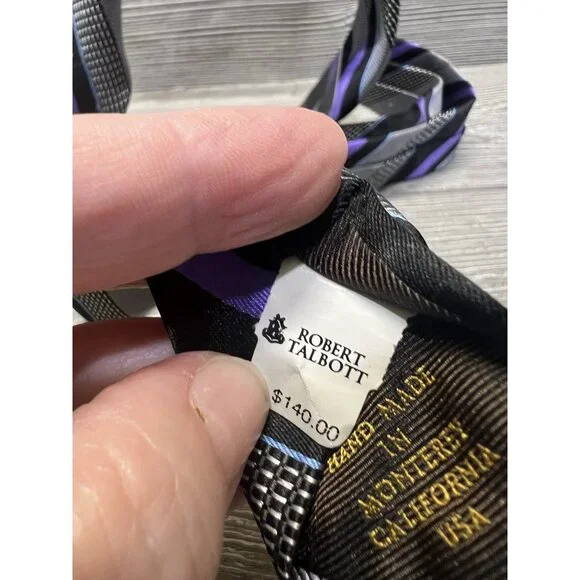 ROBERT
TALBOTT
$140.00
HAND MADE
IN
MONTEREY
CALIFORNIA
USA